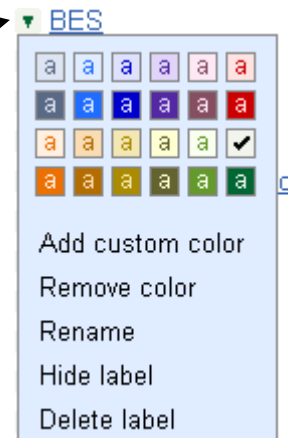 BES
a a a a a a
a a a a a a
a a a a a
a a a a a a
Add custom color
Remove color
Rename
Hide label
Delete label